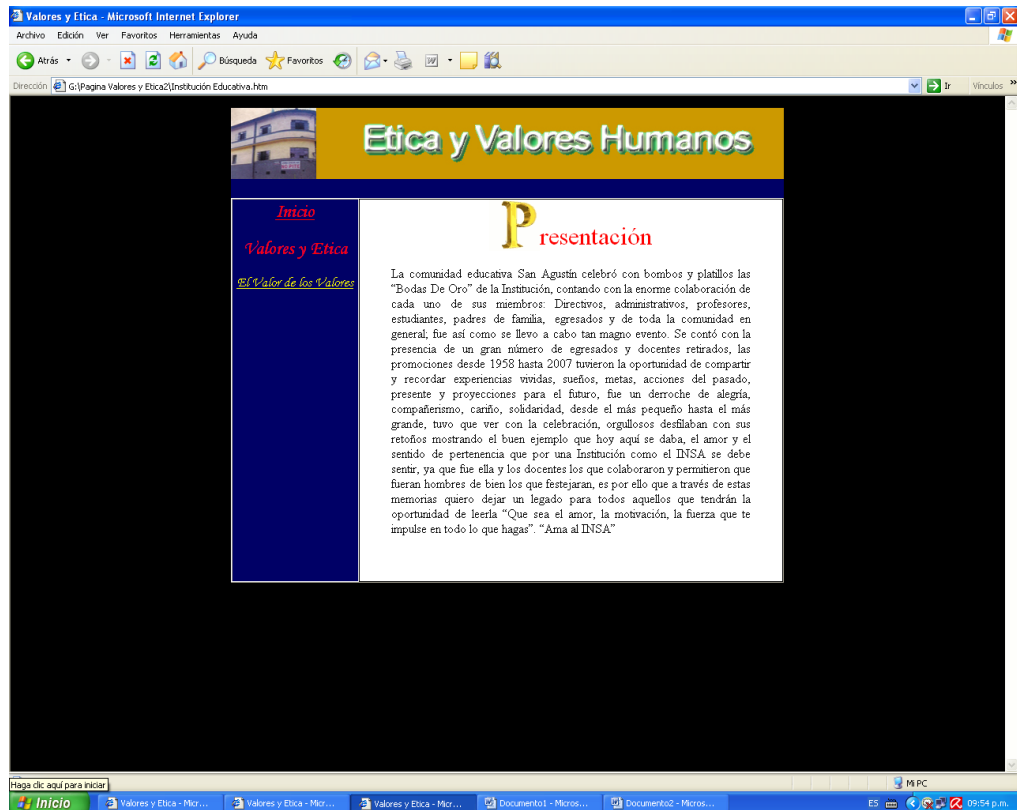 Valores y Etica - Microsoft Internet Explorer
Archivo Edición Ver Favoritos Herramientas Ayuda
Atrás Búsqueda Favoritos
Dirección G:\Pagina Valores y Etica2\Institución Educativa.htm Ir Vínculos »
Etica y Valores Humanos
Inicio
Valores y Etica
El Valor de los Valores
Presentación
La comunidad educativa San Agustín celebró con bombos y platillos las
“Bodas De Oro” de la Institución, contando con la enorme colaboración de
cada uno de sus miembros: Directivos, administrativos, profesores,
estudiantes, padres de familia, egresados y de toda la comunidad en
general; fue así como se llevo a cabo tan magno evento. Se contó con la
presencia de un gran número de egresados y docentes retirados, las
promociones desde 1958 hasta 2007 tuvieron la oportunidad de compartir
y recordar experiencias vividas, sueños, metas, acciones del pasado,
presente y proyecciones para el futuro, fue un derroche de alegría,
compañerismo, cariño, solidaridad, desde el más pequeño hasta el más
grande, tuvo que ver con la celebración, orgullosos desfilaban con sus
retoños mostrando el buen ejemplo que hoy aquí se daba, el amor y el
sentido de pertenencia que por una Institución como el INSA se debe
sentir, ya que fue ella y los docentes los que colaboraron y permitieron que
fueran hombres de bien los que festejaran, es por ello que a través de estas
memorias quiero dejar un legado para todos aquellos que tendrán la
oportunidad de leerla “Que sea el amor, la motivación, la fuerza que te
impulse en todo lo que hagas”. “Ama al INSA”
Haga clic aquí para iniciar
Mi PC
Inicio Valores y Etica - Micr... Valores y Etica - Micr... Valores y Etica - Micr... Documento1 - Micros... Documento2 - Micros... ES 09:54 p.m.